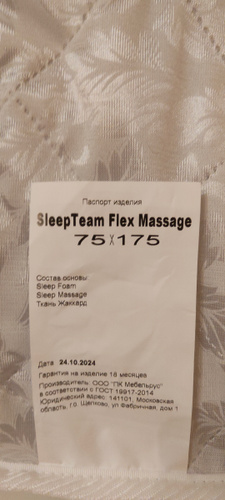 Паспорт изделия
SleepTeam Flex Massage
75X175
Состав основы:
Sleep Foam
Sleep Massage
Ткань Жаккард
Дата 24.10.2024
Гарантия на изделие 18 месяцев
Производитель: ООО "ПК Мебельрус"
в соответствии с ГОСТ 19917-2014
Юридический адрес: 141101, Московская
область, г.о. Щелково, ул Фабричная, дом 1